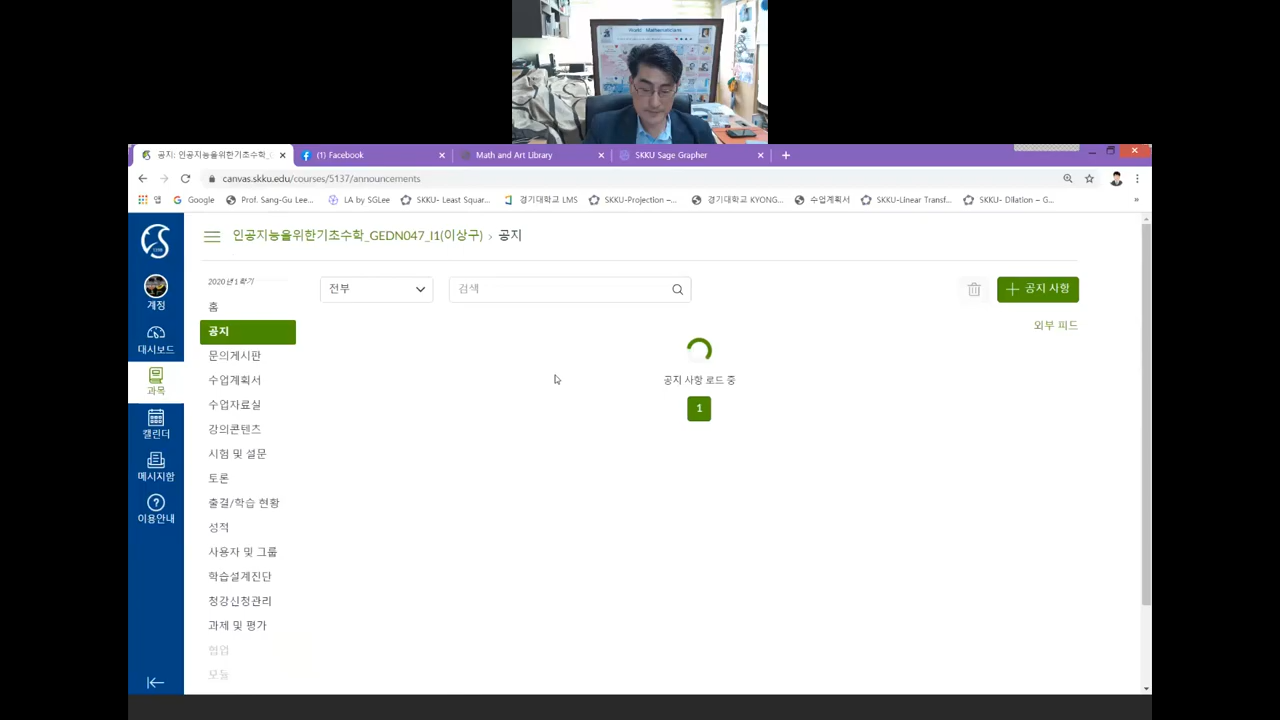 World Mathematicians
공지: 인공지능을위한기초수학_
(1) Facebook
Math and Art Library
SKKU Sage Grapher
canvas.skku.edu/courses/5137/announcements
앱
Google
Prof. Sang-Gu Lee...
LA by SGLee
SKKU- Least Squar...
경기대학교 LMS
SKKU-Projection –...
경기대학교 KYONG...
수업계획서
SKKU-Linear Transf...
SKKU- Dilation – G...
»
인공지능을위한기초수학_GEDN047_I1(이상구) › 공지
1398
계정
대시보드
과목
캘린더
메시지함
이용안내
2020년1학기
홈
공지
문의게시판
수업계획서
수업자료실
강의콘텐츠
시험 및 설문
토론
출결/학습 현황
성적
사용자 및 그룹
학습설계진단
청강신청관리
과제 및 평가
협업
모듈
전부
검색
+ 공지 사항
외부 피드
공지 사항 로드 중
1